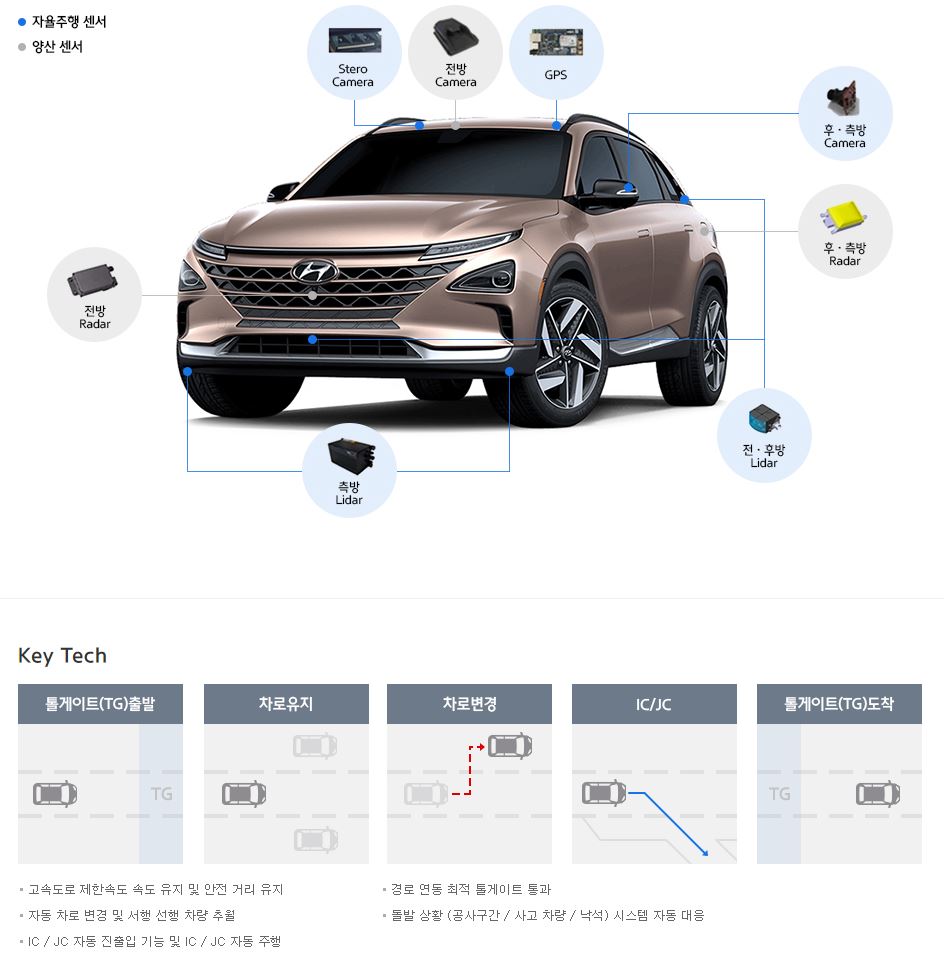 자율주행 센서
양산 센서
Stero
Camera
전방
Camera
GPS
후 · 측방
Camera
후 · 측방
Radar
전방
Radar
전 · 후방
Lidar
측방
Lidar
Key Tech
톨게이트(TG)출발
차로유지
차로변경
IC/JC
톨게이트(TG)도착
TG
TG
고속도로 제한속도 속도 유지 및 안전 거리 유지
자동 차로 변경 및 서행 선행 차량 추월
IC / JC 자동 진출입 기능 및 IC / JC 자동 주행
경로 연동 최적 톨게이트 통과
돌발 상황 (공사구간 / 사고 차량 / 낙석) 시스템 자동 대응